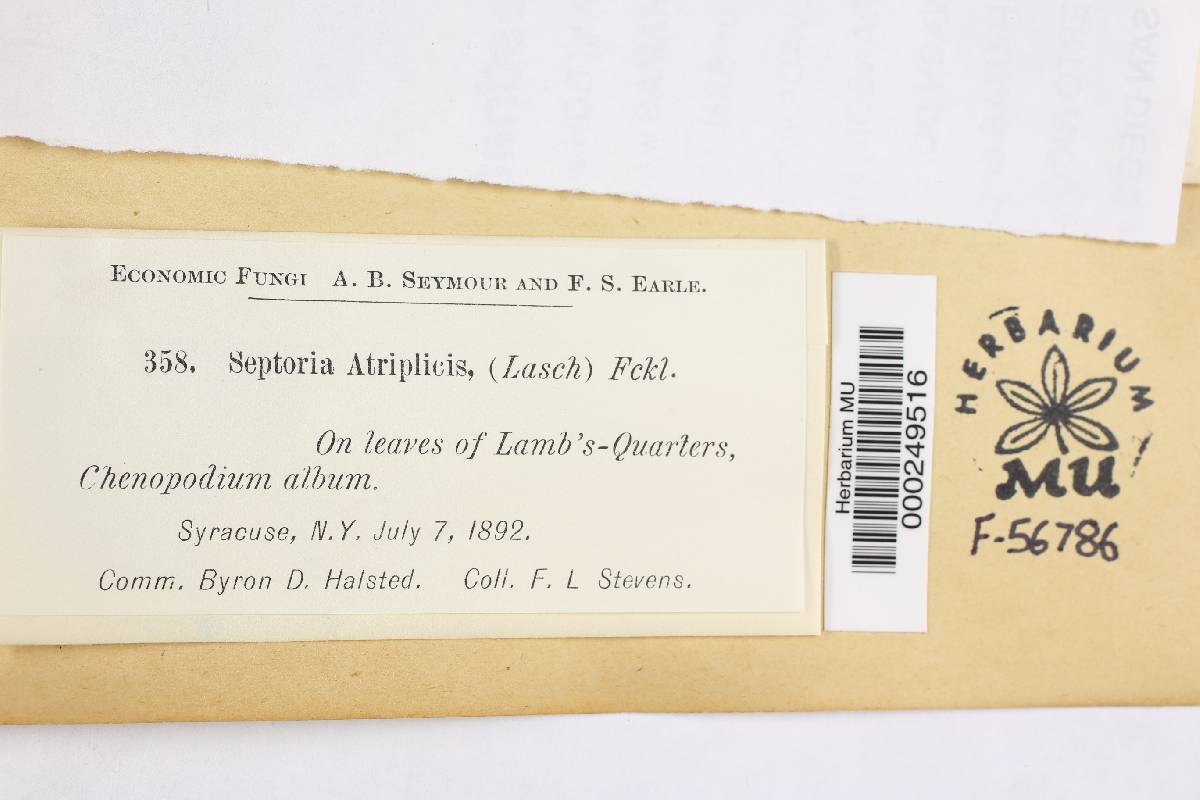 Economic Fungi A. B. Seymour and F. S. Earle.
358. Septoria Atriplicis, (Lasch) Fckl.
On leaves of Lamb's-Quarters,
Chenopodium album.
Syracuse, N.Y. July 7, 1892.
Comm. Byron D. Halsted. Coll. F. L Stevens.
Herbarium MU
000249516
HERBARIUM
MU
F-56786